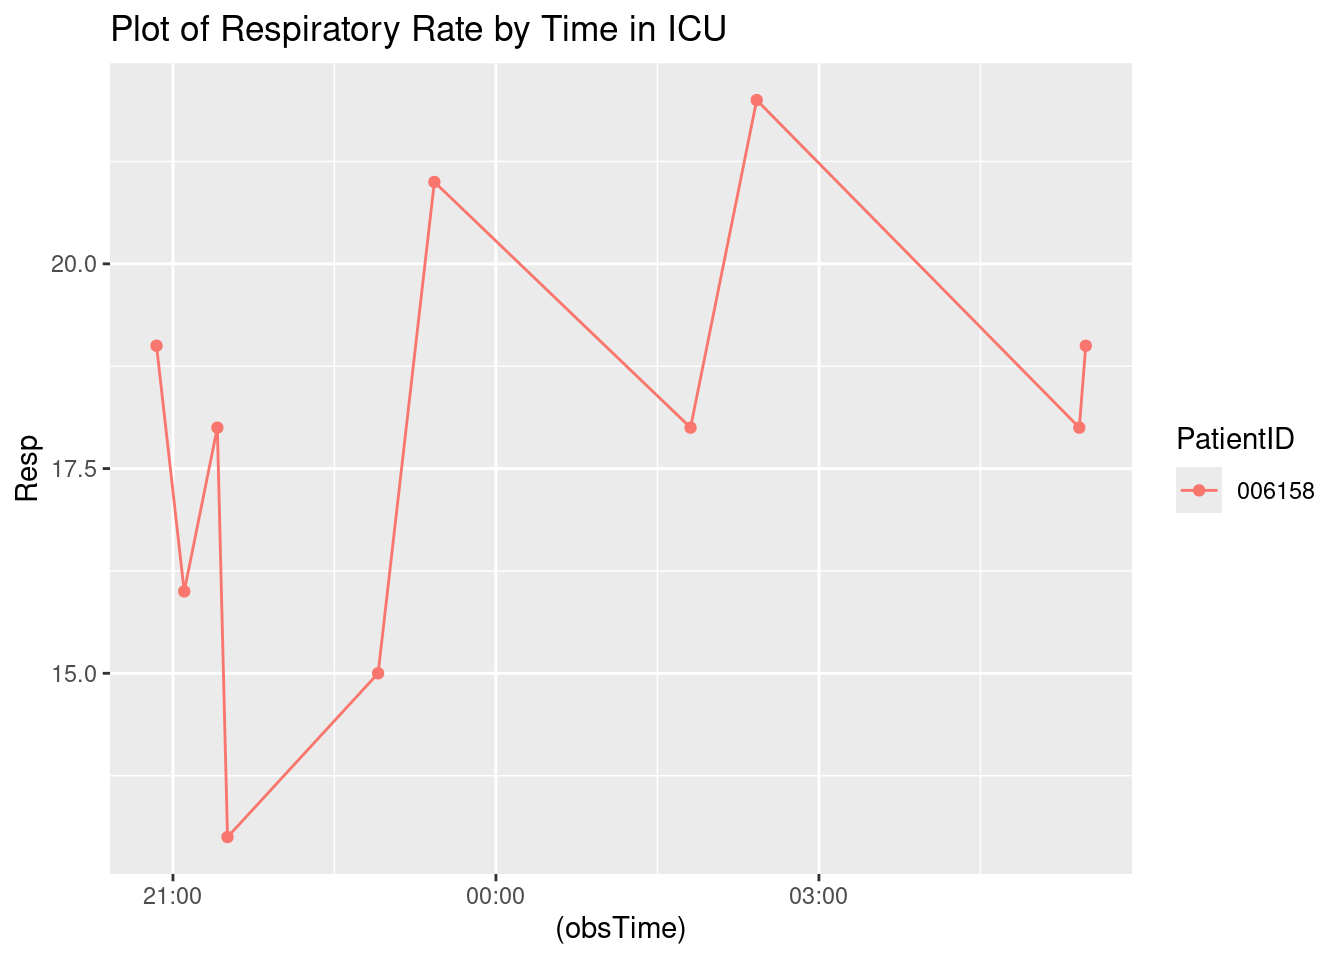 Plot of Respiratory Rate by Time in ICU
20.0
17.5
15.0
Resp
21:00
00:00
03:00
(obsTime)
PatientID
006158